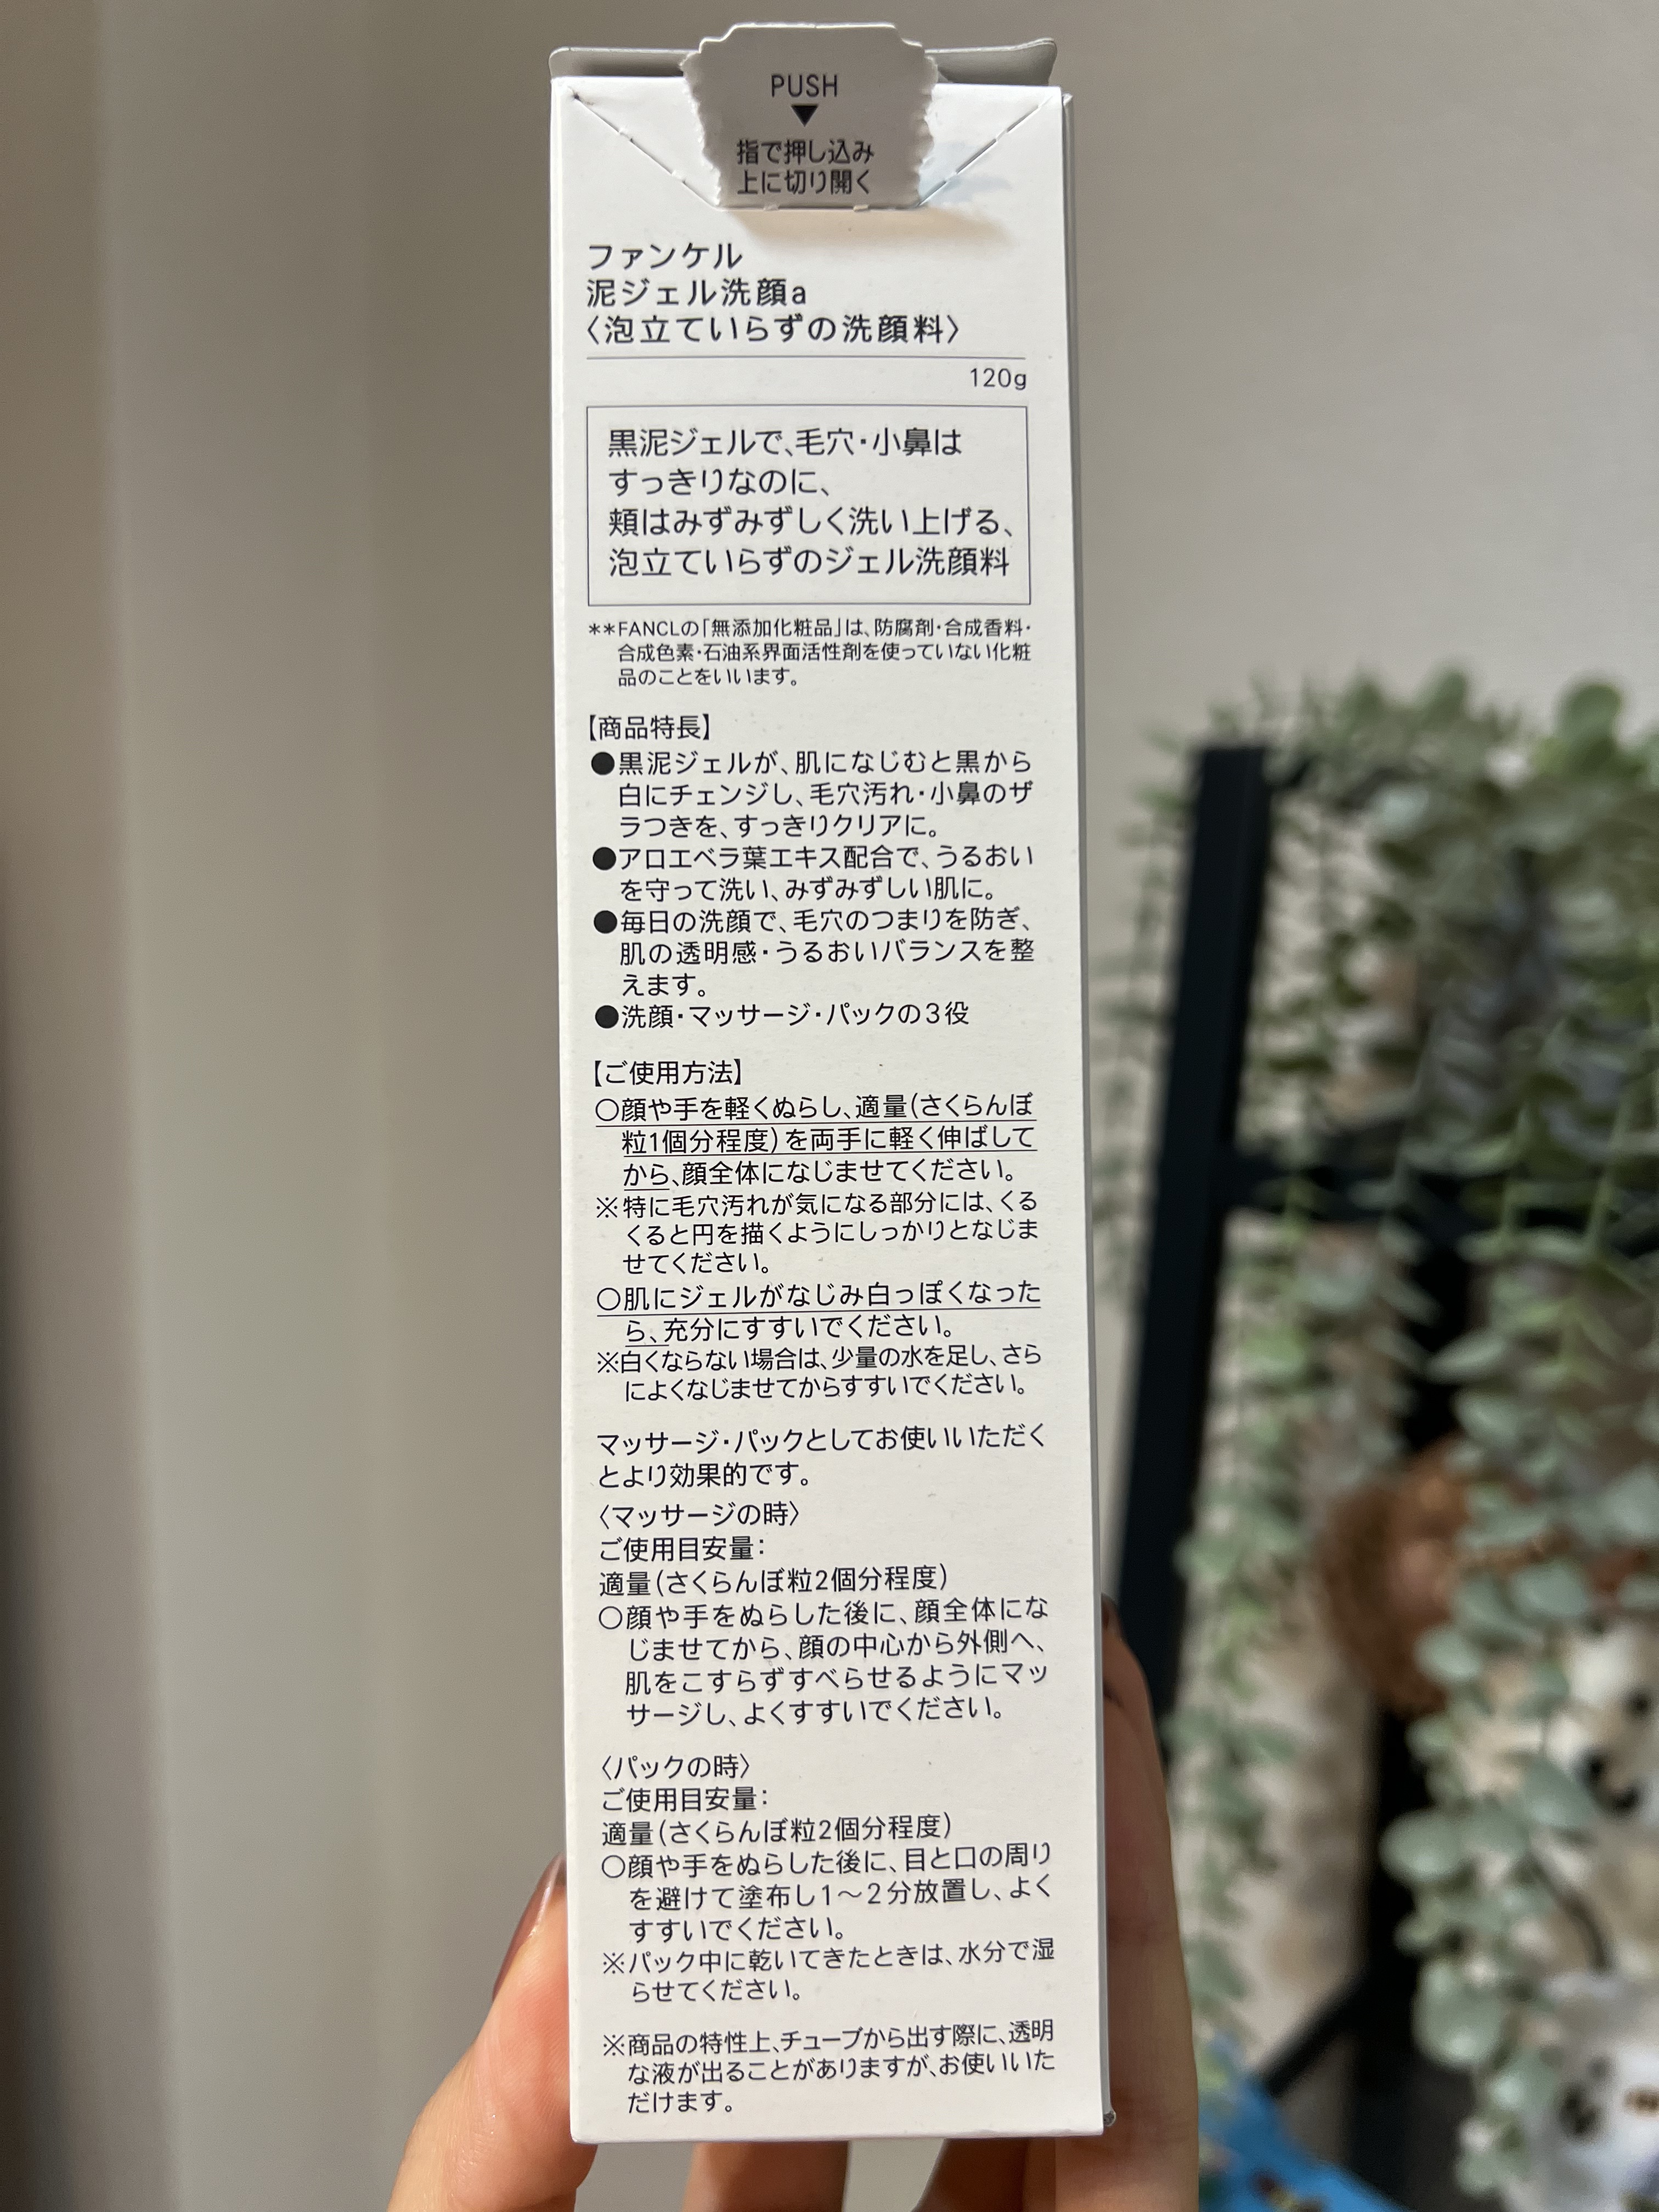 PUSH
▼
指で押し込み
上に切り開く
ファンケル
泥ジェル洗顔a
〈泡立ていらずの洗顔料〉
120g
黒泥ジェルで、毛穴・小鼻は
すっきりなのに、
頬はみずみずしく洗い上げる、
泡立ていらずのジェル洗顔料
**FANCLの「無添加化粧品」は、防腐剤・合成香料・
合成色素・石油系界面活性剤を使っていない化粧
品のことをいいます。
【商品特長】
●黒泥ジェルが、肌になじむと黒から
白にチェンジし、毛穴汚れ・小鼻のザ
ラつきを、すっきりクリアに。
●アロエベラ葉エキス配合で、うるおい
を守って洗い、みずみずしい肌に。
●毎日の洗顔で、毛穴のつまりを防ぎ、
肌の透明感・うるおいバランスを整
えます。
●洗顔・マッサージ・パックの3役
【ご使用方法】
○顔や手を軽くぬらし、適量(さくらんぼ
粒1個分程度)を両手に軽く伸ばして
から、顔全体になじませてください。
※特に毛穴汚れが気になる部分には、くる
くると円を描くようにしっかりとなじま
せてください。
○肌にジェルがなじみ白っぽくなった
ら、充分にすすいでください。
※白くならない場合は、少量の水を足し、さら
によくなじませてからすすいでください。
マッサージ・パックとしてお使いいただく
とより効果的です。
〈マッサージの時〉
ご使用目安量:
適量(さくらんぼ粒2個分程度)
○顔や手をぬらした後に、顔全体にな
じませてから、顔の中心から外側へ、
肌をこすらずすべらせるようにマッ
サージし、よくすすいでください。
〈パックの時〉
ご使用目安量:
適量(さくらんぼ粒2個分程度)
○顔や手をぬらした後に、目と口の周り
を避けて塗布し1～2分放置し、よく
すすいでください。
※パック中に乾いてきたときは、水分で湿
らせてください。
※商品の特性上、チューブから出す際に、透明
な液が出ることがありますが、お使いいた
だけます。